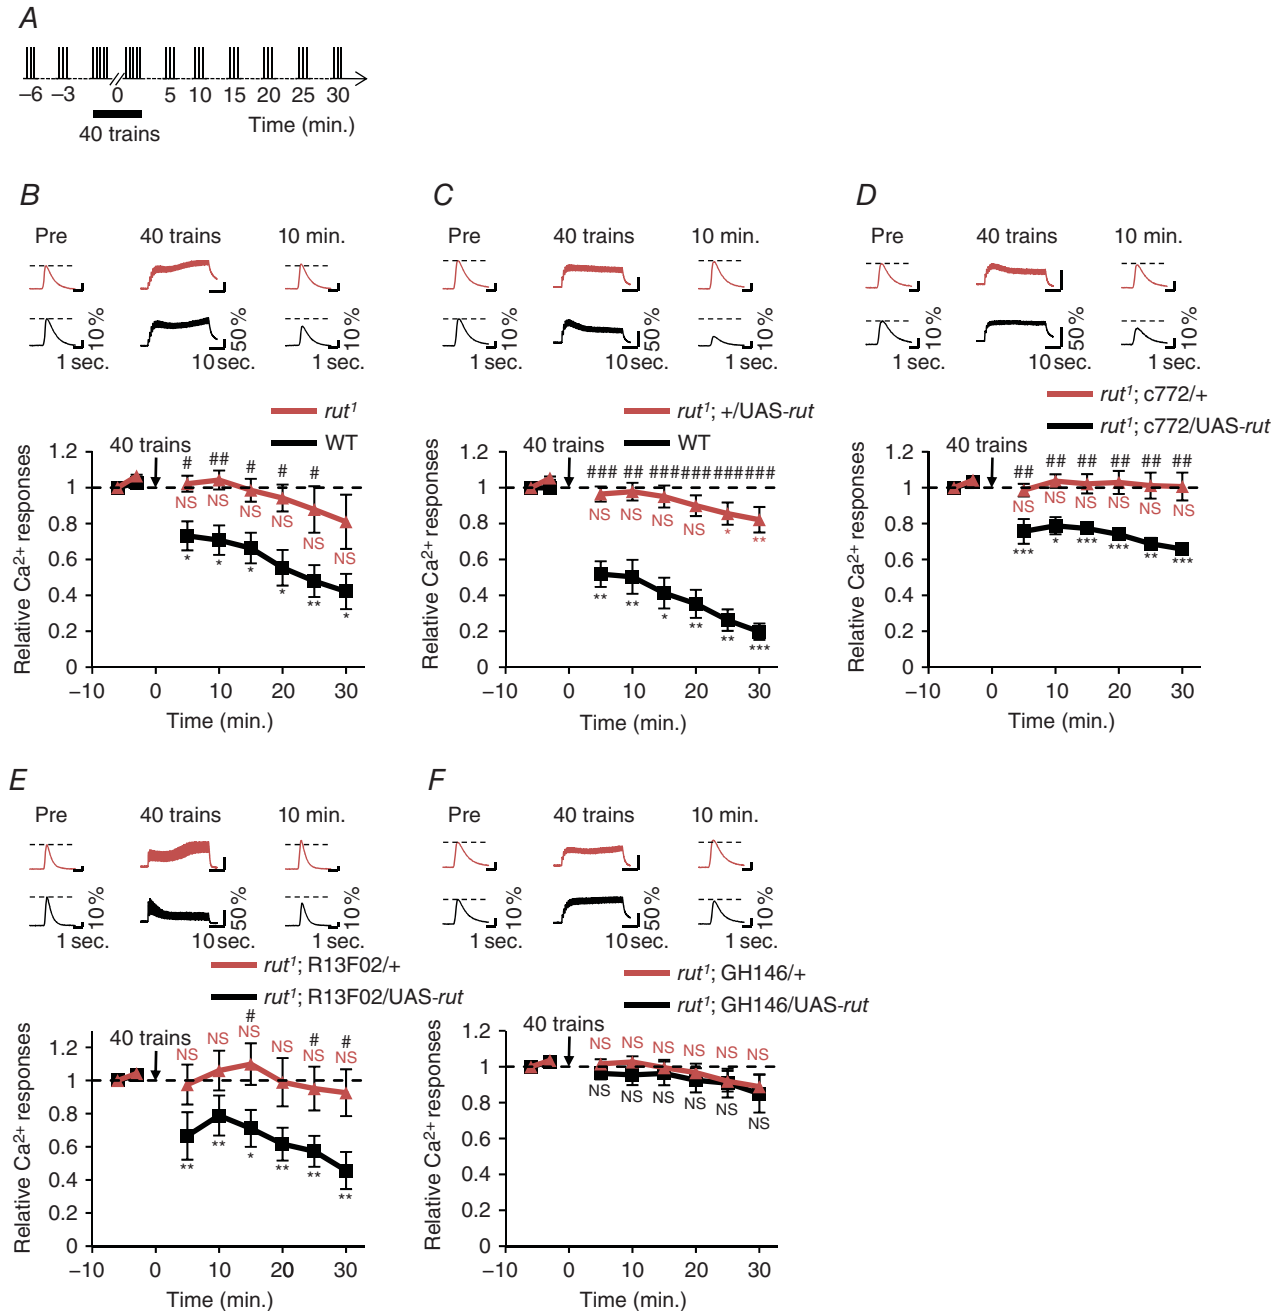 A
−6 −3 0 5 10 15 20 25 30
40 trains
Time (min.)
B
Pre 40 trains 10 min.
10 %
50 %
10 %
1 sec. 10 sec. 1 sec.
rut¹
WT
40 trains
# ## # # #
NS NS NS NS NS NS
* * * * ** *
Relative Ca²⁺ responses
1.2
1
0.8
0.6
0.4
0.2
0
−10 0 10 20 30
Time (min.)
C
Pre 40 trains 10 min.
10 %
50 %
10 %
1 sec. 10 sec. 1 sec.
rut¹; +/UAS-rut
WT
40 trains
### ## ### ### ### ###
NS NS NS NS * **
** ** * ** ** ***
Relative Ca²⁺ responses
1.2
1
0.8
0.6
0.4
0.2
0
−10 0 10 20 30
Time (min.)
D
Pre 40 trains 10 min.
10 %
50 %
10 %
1 sec. 10 sec. 1 sec.
rut¹; c772/+
rut¹; c772/UAS-rut
40 trains
## ## ## ## ## ##
NS NS NS NS NS NS
*** * *** *** ** ***
Relative Ca²⁺ responses
1.2
1
0.8
0.6
0.4
0.2
0
−10 0 10 20 30
Time (min.)
E
Pre 40 trains 10 min.
10 %
50 %
10 %
1 sec. 10 sec. 1 sec.
rut¹; R13F02/+
rut¹; R13F02/UAS-rut
40 trains
# # #
NS NS NS NS NS NS
** ** * ** ** **
Relative Ca²⁺ responses
1.2
1
0.8
0.6
0.4
0.2
0
−10 0 10 20 30
Time (min.)
F
Pre 40 trains 10 min.
10 %
50 %
10 %
1 sec. 10 sec. 1 sec.
rut¹; GH146/+
rut¹; GH146/UAS-rut
40 trains
NS NS NS NS NS NS
NS NS NS NS NS NS
Relative Ca²⁺ responses
1.2
1
0.8
0.6
0.4
0.2
0
−10 0 10 20 30
Time (min.)